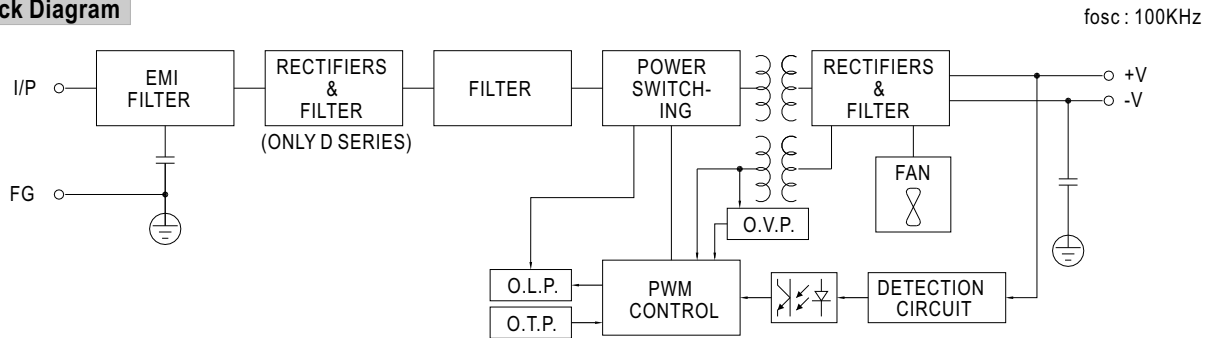 ck Diagram
fosc : 100KHz
I/P
EMI
FILTER
RECTIFIERS
&
FILTER
(ONLY D SERIES)
FILTER
POWER
SWITCH-
ING
RECTIFIERS
&
FILTER
+V
-V
FG
FAN
O.V.P.
O.L.P.
O.T.P.
PWM
CONTROL
DETECTION
CIRCUIT